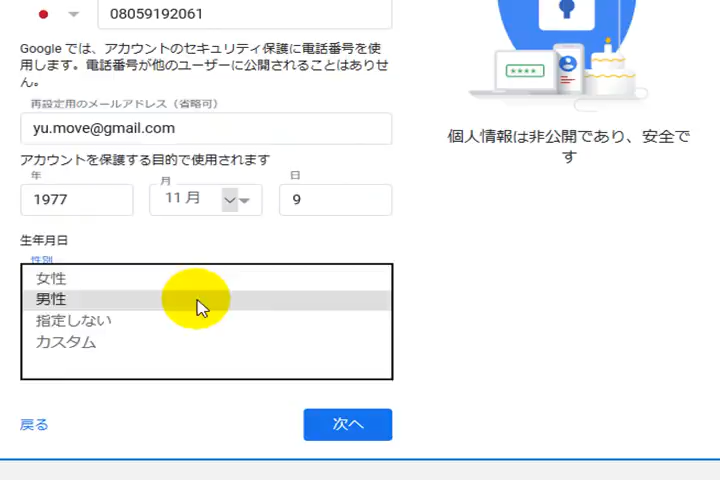 08059192061
Google では、アカウントのセキュリティ保護に電話番号を使
用します。電話番号が他のユーザーに公開されることはありませ
ん。
再設定用のメールアドレス（省略可）
yu.move@gmail.com
アカウントを保護する目的で使用されます
年 月 日
1977 11 月 9
生年月日
性別
女性
男性
指定しない
カスタム
戻る 次へ
****
個人情報は非公開であり、安全で
す